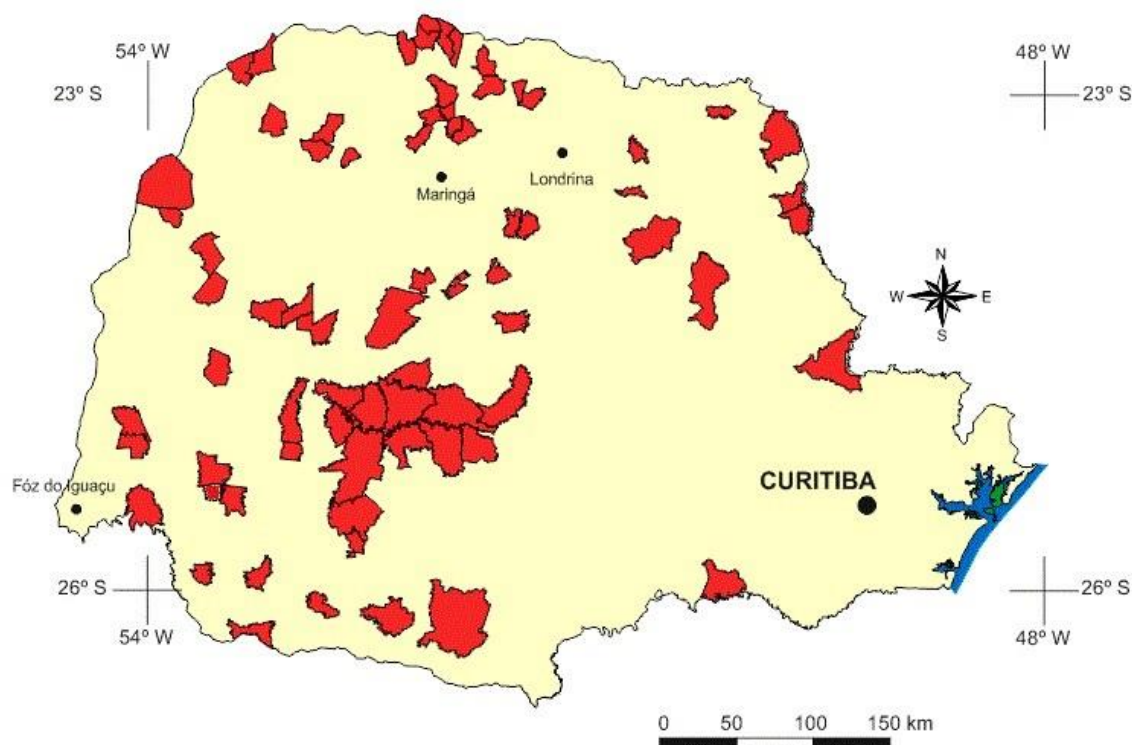 54º W
48º W
23º S
23º S
Maringá
Londrina
N
W
E
S
CURITIBA
Fóz do Iguaçu
26º S
26º S
54º W
48º W
0 50 100 150 km